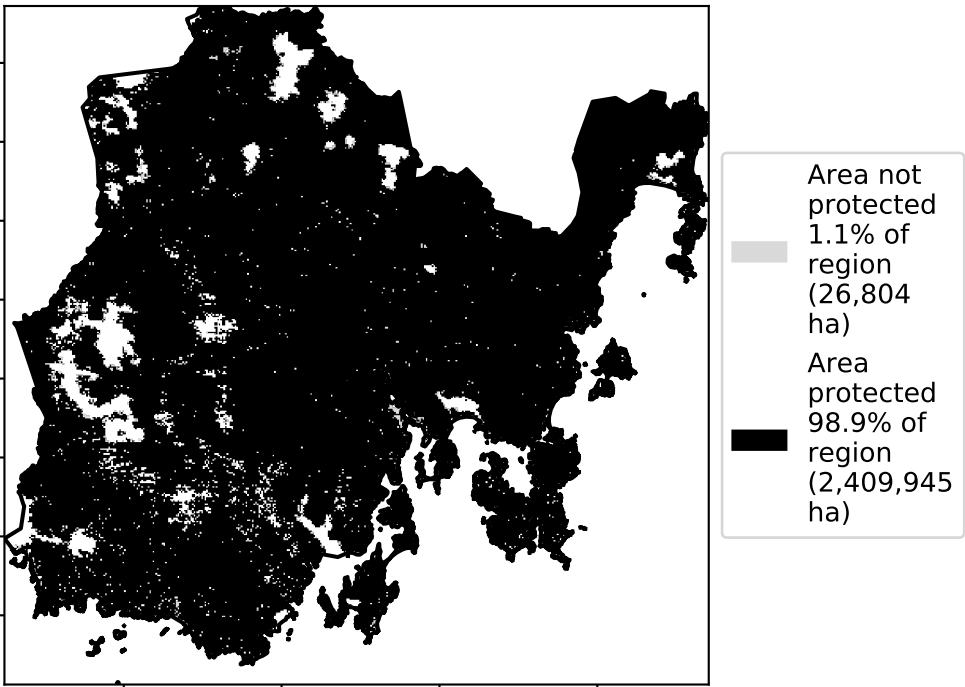 Area not
protected
1.1% of
region
(26,804
ha)
Area
protected
98.9% of
region
(2,409,945
ha)